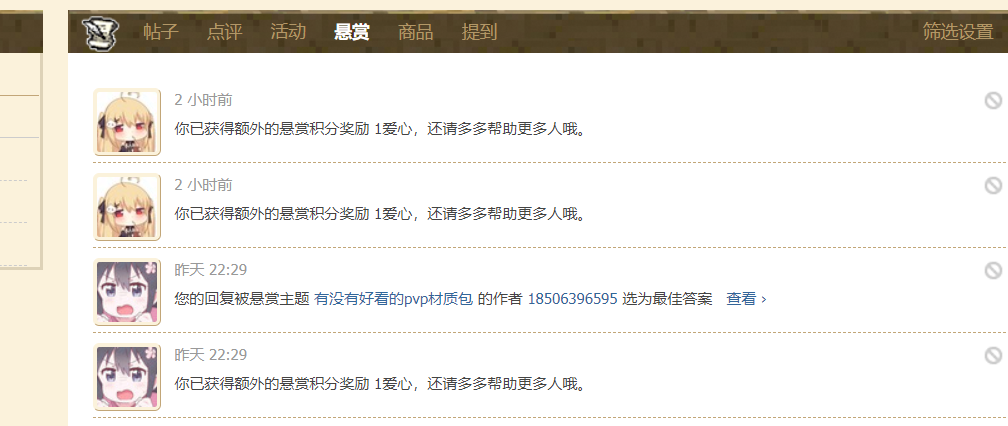 帖子 点评 活动 悬赏 商品 提到 筛选设置
2 小时前
你已获得额外的悬赏积分奖励 1爱心，还请多多帮助更多人哦。
2 小时前
你已获得额外的悬赏积分奖励 1爱心，还请多多帮助更多人哦。
昨天 22:29
您的回复被悬赏主题 有没有好看的pvp材质包 的作者 18506396595 选为最佳答案 查看 ›
昨天 22:29
你已获得额外的悬赏积分奖励 1爱心，还请多多帮助更多人哦。